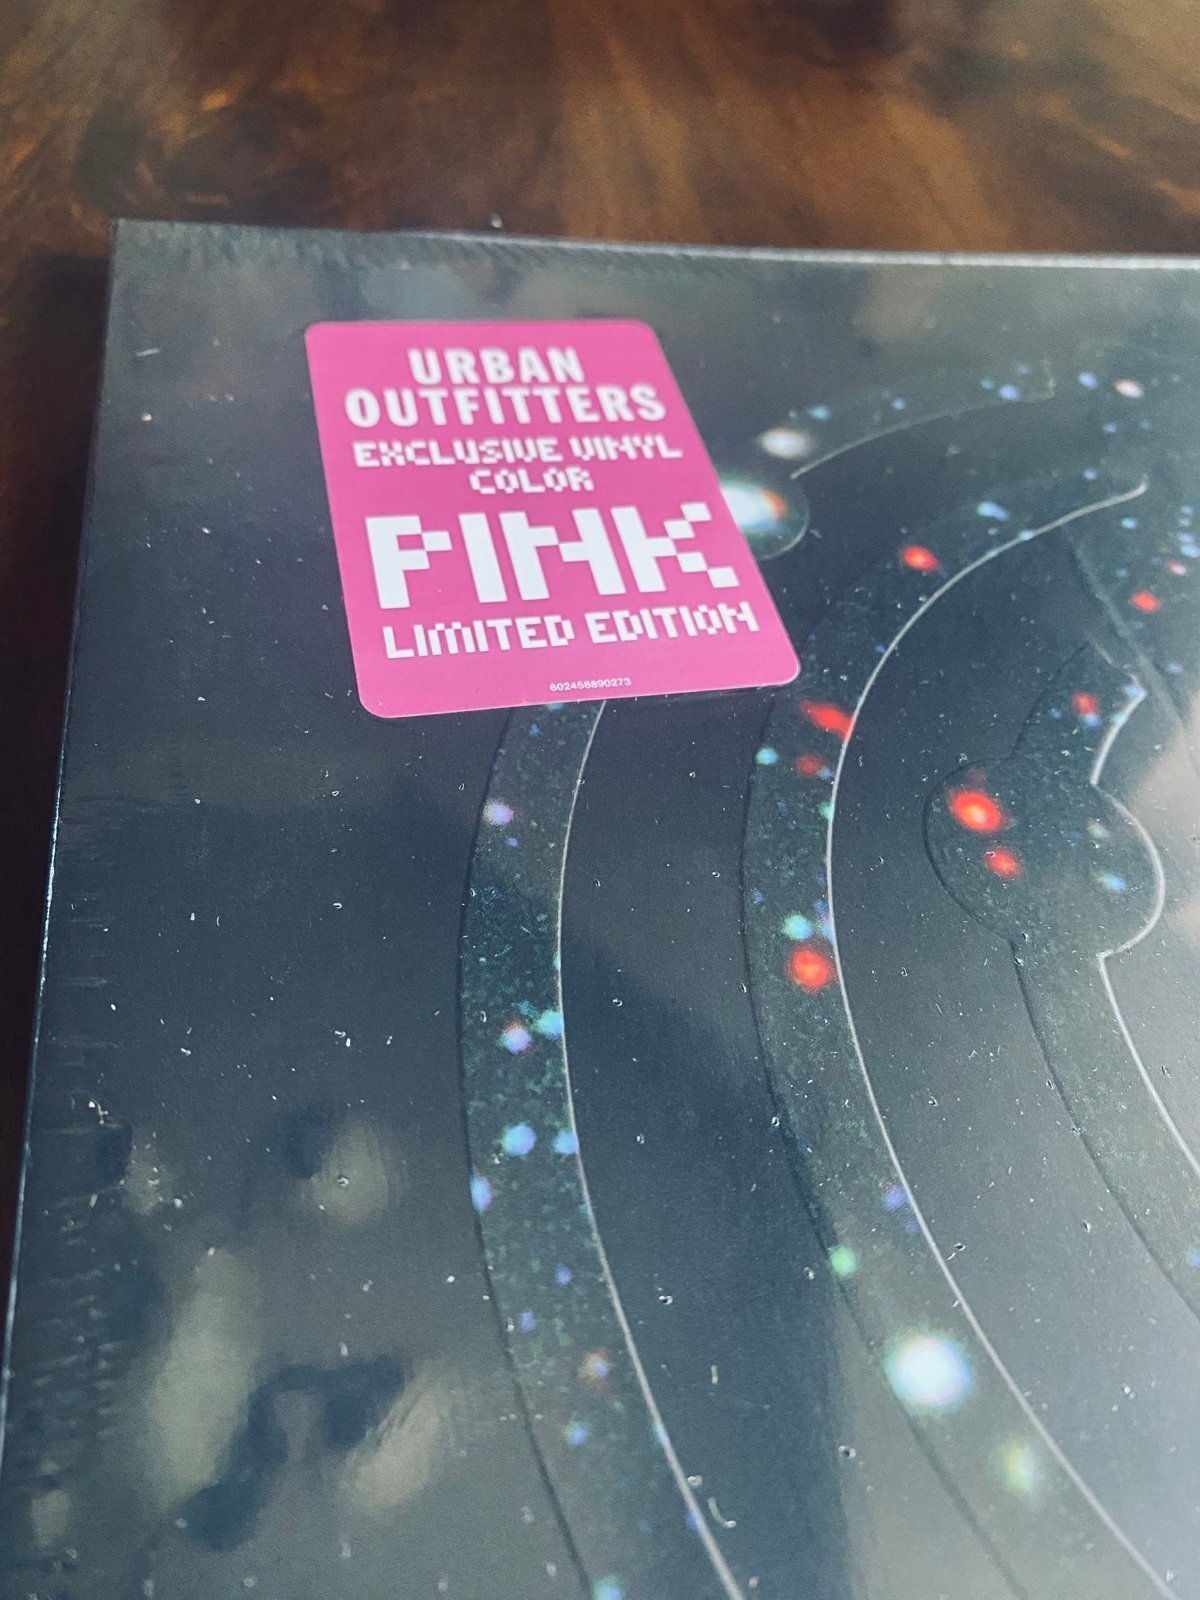 URBAN
OUTFITTERS
EXCLUSIVE VINYL
COLOR
PINK
LIMITED EDITION
602458890273